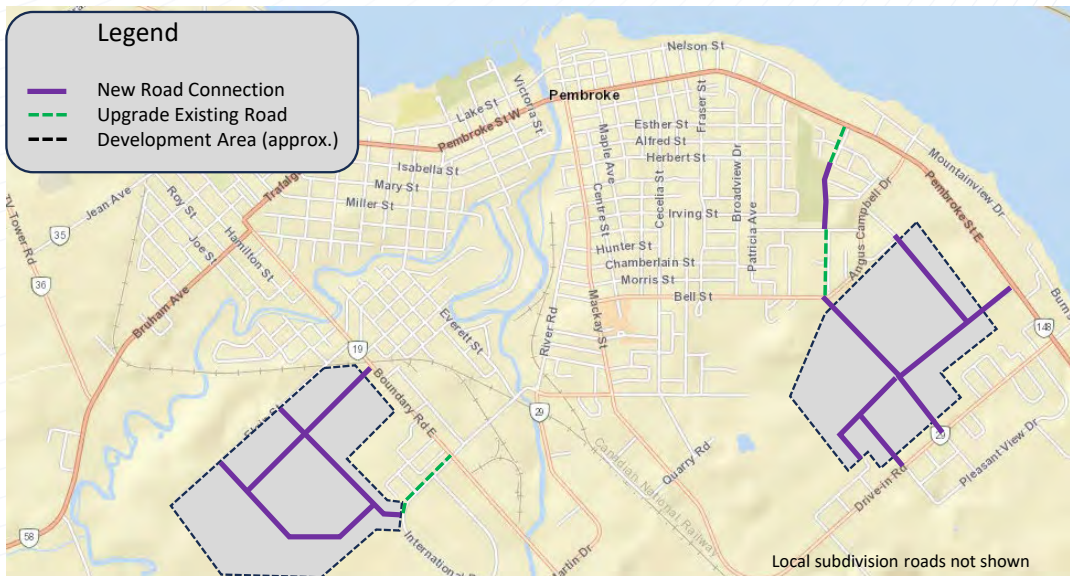 Legend
New Road Connection
Upgrade Existing Road
Development Area (approx.)
Nelson St
Victoria St
Lake St
Pembroke
Pembroke St W
Fraser St
Esther St
Alfred St
Herbert St
Maple Ave
Isabella St
Mary St
Miller St
Centre St
Cecelia St
Broadview Dr
Irving St
Patricia Ave
Hunter St
Chamberlain St
Morris St
Bell St
Mountainview Dr
Pembroke St E
Angus Campbell Dr
Jean Ave
Roy St
Joe St
Hamilton St
35
36
Tower Rd
Bruham Ave
Everett St
River Rd
Mackay St
19
Boundary Rd E
148
29
29
Quarry Rd
Canadian National Railway
Drive-in Rd
Pleasant View Dr
58
Martin Dr
Local subdivision roads not shown